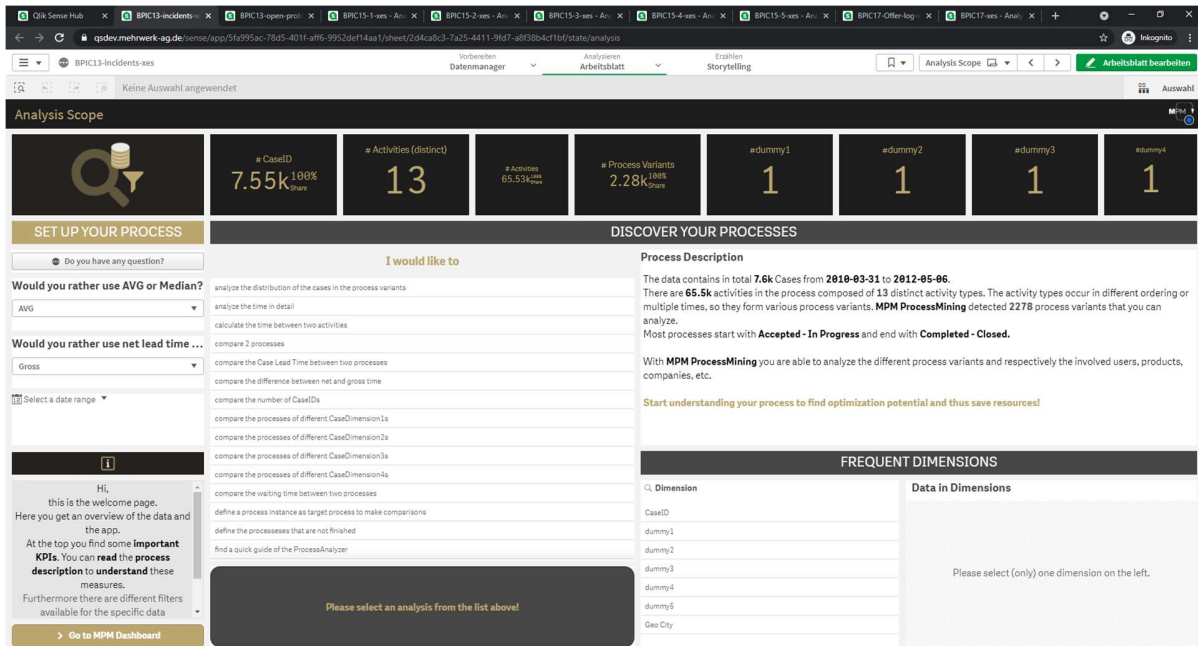 Qlik Sense Hub
BPIC13-incidents-xes
BPIC13-open-prob
BPIC15-1-xes - An
BPIC15-2-xes - An
BPIC15-3-xes - An
BPIC15-4-xes - An
BPIC15-5-xes - An
BPIC17-Offer-log-
BPIC17-xes - Analy
qsdev.mehrwerk-ag.de/sense/app/5fa995ac-78d5-401f-aff6-9952def14aa1/sheet/2d4ca8c3-7a25-4411-9fd7-a8f38b4cf1bf/state/analysis
Inkognito
BPIC13-incidents-xes
Vorbereiten
Datenmanager
Analysieren
Arbeitsblatt
Erzählen
Storytelling
Analysis Scope
Arbeitsblatt bearbeiten
Keine Auswahl angewendet
Auswahl
Analysis Scope
MPM
# CaseID
7.55k 100% Share
# Activities (distinct)
13
# Activities
65.53k 100% Share
# Process Variants
2.28k 100% Share
#dummy1
1
#dummy2
1
#dummy3
1
#dummy4
1
SET UP YOUR PROCESS
DISCOVER YOUR PROCESSES
Do you have any question?
Would you rather use AVG or Median?
AVG
Would you rather use net lead time ...
Gross
Select a date range
Hi,
this is the welcome page.
Here you get an overview of the data and
the app.
At the top you find some important
KPIs. You can read the process
description to understand these
measures.
Furthermore there are different filters
available for the specific data
Go to MPM Dashboard
I would like to
analyze the distribution of the cases in the process variants
analyze the time in detail
calculate the time between two activities
compare 2 processes
compare the Case Lead Time between two processes
compare the difference between net and gross time
compare the number of CaseIDs
compare the processes of different CaseDimension1s
compare the processes of different CaseDimension2s
compare the processes of different CaseDimension3s
compare the processes of different CaseDimension4s
compare the waiting time between two processes
define a process instance as target process to make comparisons
define the processeses that are not finished
find a quick guide of the ProcessAnalyzer
Please select an analysis from the list above!
Process Description
The data contains in total 7.6k Cases from 2010-03-31 to 2012-05-06.
There are 65.5k activities in the process composed of 13 distinct activity types. The activity types occur in different ordering or
multiple times, so they form various process variants. MPM ProcessMining detected 2278 process variants that you can
analyze.
Most processes start with Accepted - In Progress and end with Completed - Closed.
With MPM ProcessMining you are able to analyze the different process variants and respectively the involved users, products,
companies, etc.
Start understanding your process to find optimization potential and thus save resources!
FREQUENT DIMENSIONS
Dimension
CaseID
dummy1
dummy2
dummy3
dummy4
dummy5
Geo City
Data in Dimensions
Please select (only) one dimension on the left.